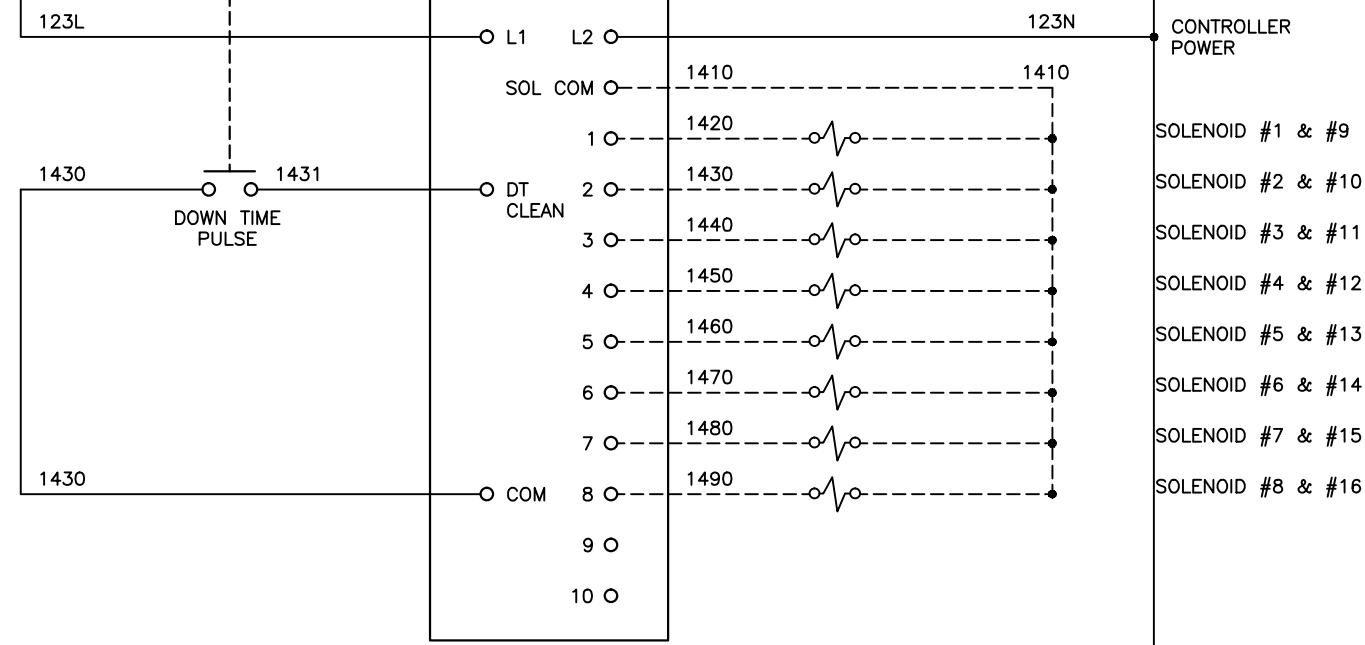 123L
L1
L2
123N
CONTROLLER
POWER
SOL COM
1410
1410
1
1420
SOLENOID #1 & #9
1430
1431
DT
CLEAN
2
1430
SOLENOID #2 & #10
DOWN TIME
PULSE
3
1440
SOLENOID #3 & #11
4
1450
SOLENOID #4 & #12
5
1460
SOLENOID #5 & #13
6
1470
SOLENOID #6 & #14
7
1480
SOLENOID #7 & #15
1430
COM
8
1490
SOLENOID #8 & #16
9
10